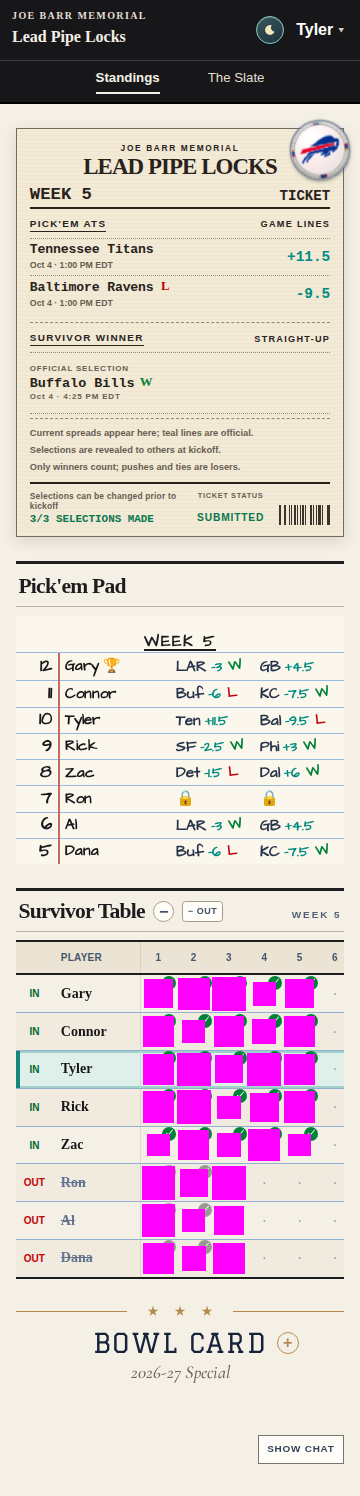 JOE BARR MEMORIAL
Lead Pipe Locks
Tyler ▼
Standings The Slate
JOE BARR MEMORIAL
LEAD PIPE LOCKS
WEEK 5 TICKET
PICK'EM ATS GAME LINES
Tennessee Titans +11.5
Oct 4 · 1:00 PM EDT
Baltimore Ravens L -9.5
Oct 4 · 1:00 PM EDT
SURVIVOR WINNER STRAIGHT-UP
OFFICIAL SELECTION
Buffalo Bills W
Oct 4 · 4:25 PM EDT
Current spreads appear here; teal lines are official.
Selections are revealed to others at kickoff.
Only winners count; pushes and ties are losers.
Selections can be changed prior to kickoff
3/3 SELECTIONS MADE
TICKET STATUS
SUBMITTED
Pick'em Pad
WEEK 5
12 Gary 🏆 LAR -3 W GB +4.5
11 Connor Buf -6 L KC -7.5 W
10 Tyler Ten +11.5 Bal -9.5 L
9 Rick SF -2.5 W Phi +3 W
8 Zac Det -1.5 L Dal +6 W
7 Ron 🔒 🔒
6 Al LAR -3 W GB +4.5
5 Dana Buf -6 L KC -7.5 W
Survivor Table − − OUT WEEK 5
PLAYER 1 2 3 4 5 6
IN Gary ·
IN Connor ·
IN Tyler ·
IN Rick ·
IN Zac ·
OUT Ron · · ·
OUT Al · · ·
OUT Dana · · ·
★ ★ ★
BOWL CARD +
2026-27 Special
SHOW CHAT